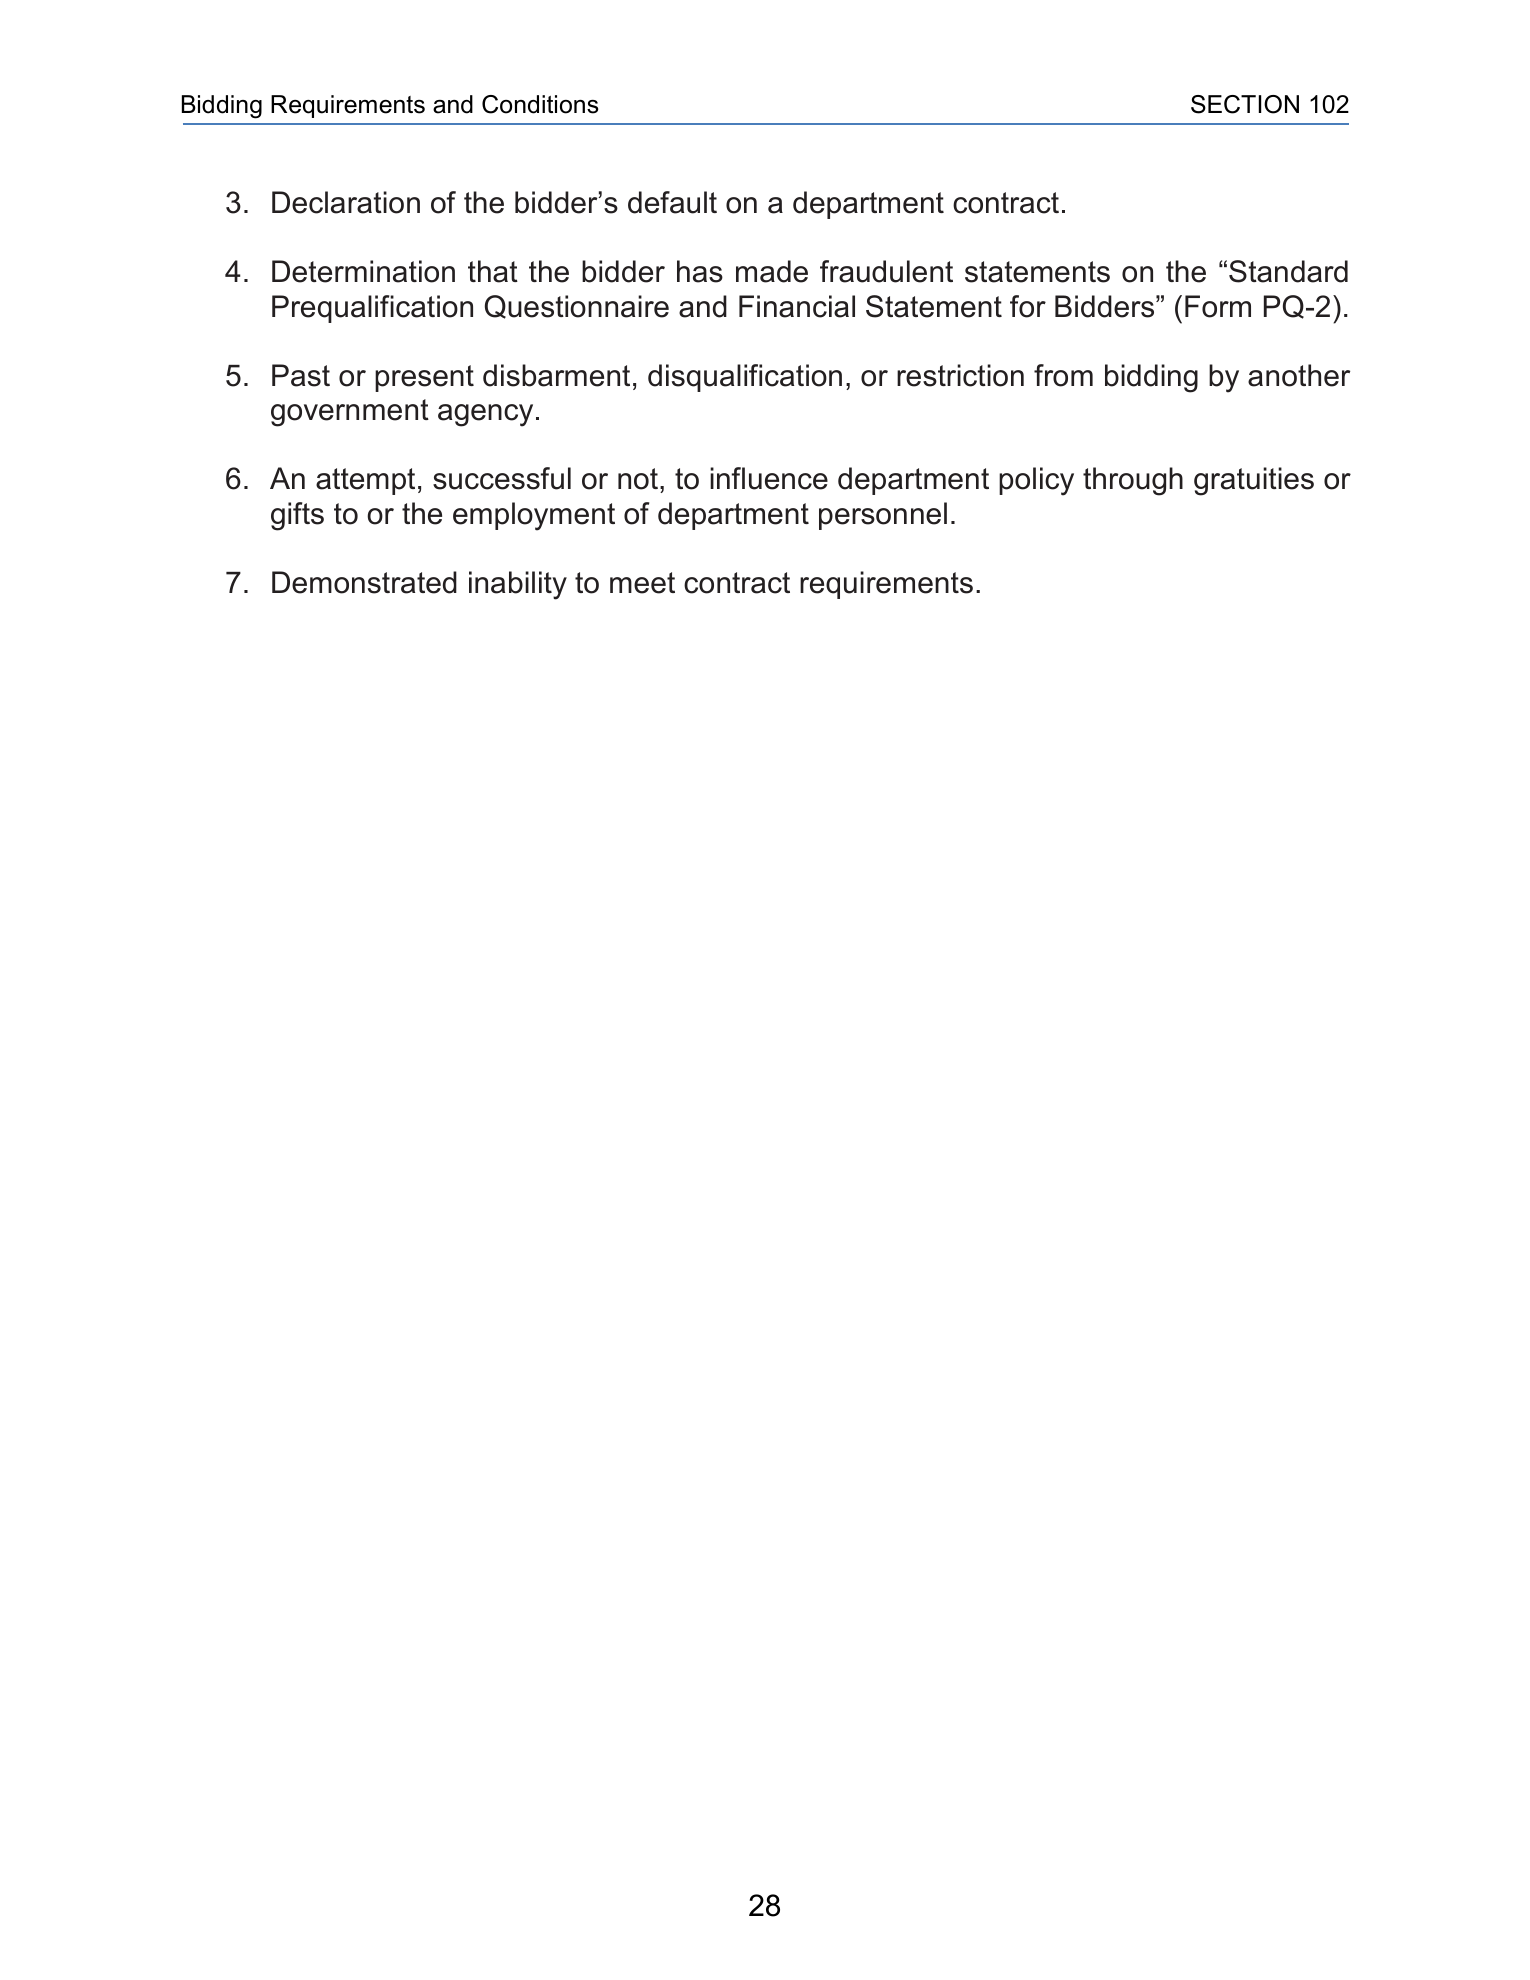 Bidding Requirements and Conditions SECTION 102
3. Declaration of the bidder’s default on a department contract.
4. Determination that the bidder has made fraudulent statements on the “Standard
Prequalification Questionnaire and Financial Statement for Bidders” (Form PQ-2).
5. Past or present disbarment, disqualification, or restriction from bidding by another
government agency.
6. An attempt, successful or not, to influence department policy through gratuities or
gifts to or the employment of department personnel.
7. Demonstrated inability to meet contract requirements.
28